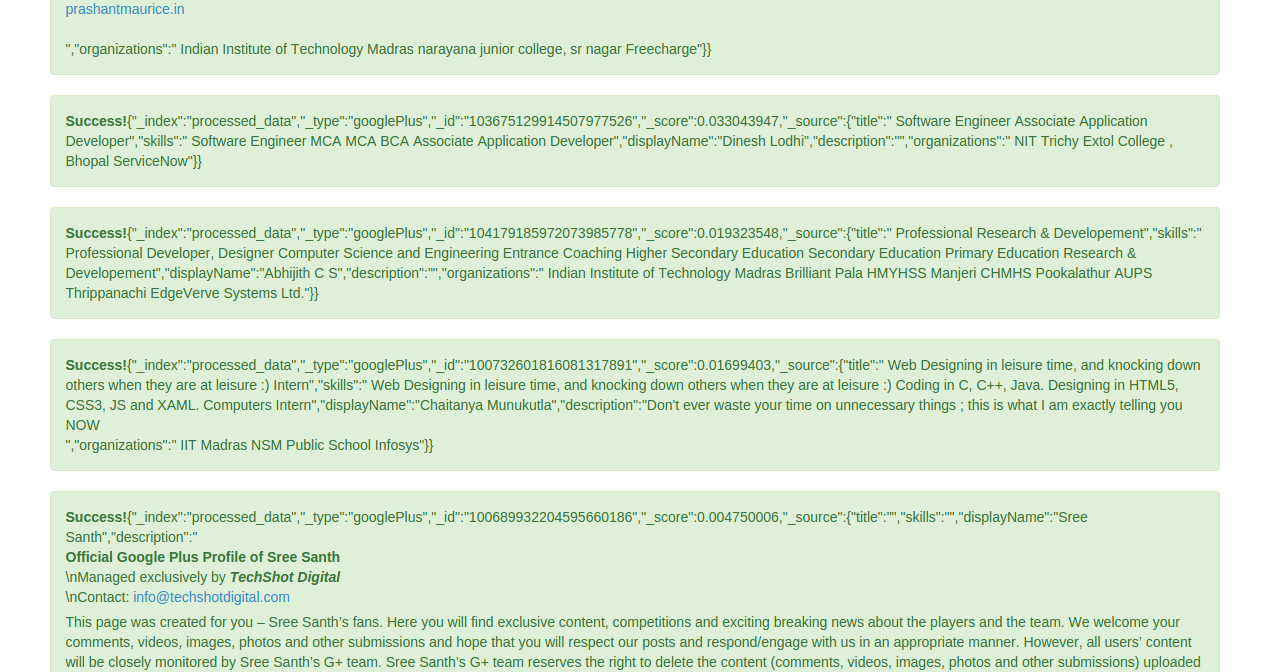 prashantmaurice.in
","organizations":" Indian Institute of Technology Madras narayana junior college, sr nagar Freecharge"}}
Success!{"_index":"processed_data","_type":"googlePlus","_id":"103675129914507977526","_score":0.033043947,"_source":{"title":" Software Engineer Associate Application
Developer","skills":" Software Engineer MCA MCA BCA Associate Application Developer","displayName":"Dinesh Lodhi","description":"","organizations":" NIT Trichy Extol College ,
Bhopal ServiceNow"}}
Success!{"_index":"processed_data","_type":"googlePlus","_id":"104179185972073985778","_score":0.019323548,"_source":{"title":" Professional Research & Developement","skills":"
Professional Developer, Designer Computer Science and Engineering Entrance Coaching Higher Secondary Education Secondary Education Primary Education Research &
Developement","displayName":"Abhijith C S","description":"","organizations":" Indian Institute of Technology Madras Brilliant Pala HMYHSS Manjeri CHMHS Pookalathur AUPS
Thrippanachi EdgeVerve Systems Ltd."}}
Success!{"_index":"processed_data","_type":"googlePlus","_id":"100732601816081317891","_score":0.01699403,"_source":{"title":" Web Designing in leisure time, and knocking down
others when they are at leisure :) Intern","skills":" Web Designing in leisure time, and knocking down others when they are at leisure :) Coding in C, C++, Java. Designing in HTML5,
CSS3, JS and XAML. Computers Intern","displayName":"Chaitanya Munukutla","description":"Don't ever waste your time on unnecessary things ; this is what I am exactly telling you
NOW
","organizations":" IIT Madras NSM Public School Infosys"}}
Success!{"_index":"processed_data","_type":"googlePlus","_id":"100689932204595660186","_score":0.004750006,"_source":{"title":"","skills":"","displayName":"Sree
Santh","description":"
Official Google Plus Profile of Sree Santh
\nManaged exclusively by TechShot Digital
\nContact: info@techshotdigital.com
This page was created for you – Sree Santh’s fans. Here you will find exclusive content, competitions and exciting breaking news about the players and the team. We welcome your
comments, videos, images, photos and other submissions and hope that you will respect our posts and respond/engage with us in an appropriate manner. However, all users’ content
will be closely monitored by Sree Santh’s G+ team. Sree Santh’s G+ team reserves the right to delete the content (comments, videos, images, photos and other submissions) uploaded